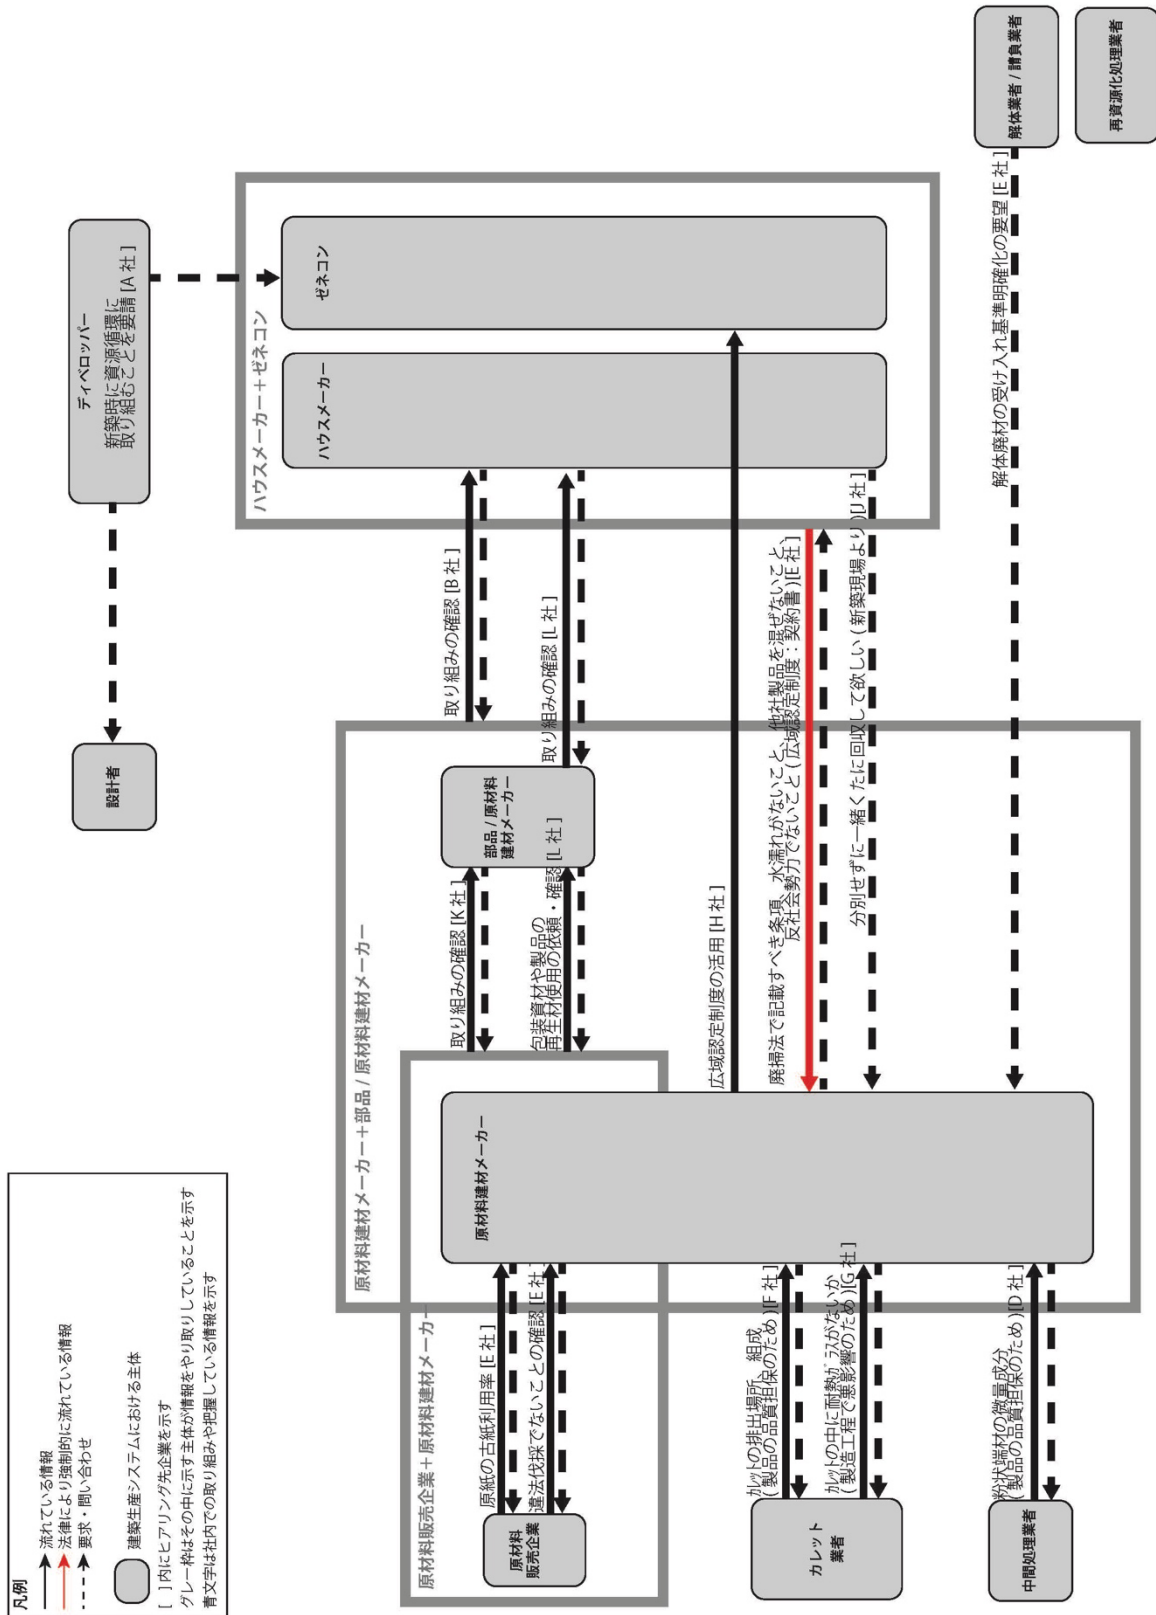 凡例
流れている情報
法律により強制的に流れている情報
要求・問い合わせ
建築生産システムにおける主体
[ ] 内にヒアリング先企業を示す
グレー枠はその中に示す主体が情報をやり取りしていることを示す
青文字は社内での取り組みや把握している情報を示す
設計者
ディベロッパー
新築時に資源循環に
取り組むことを要請 [A 社 ]
原材料販売企業＋原材料建材メーカー
原材料建材メーカー＋部品 / 原材料建材メーカー
ハウスメーカー＋ゼネコン
原材料
販売企業
原紙の古紙利用率 [E 社 ]
違法伐採でないことの確認 [E 社 ]
原材料建材メーカー
取り組みの確認 [K 社 ]
包装資材や製品の
再生材使用の依頼・確認 [L 社 ]
部品 / 原材料
建材メーカー
取り組みの確認 [B 社 ]
取り組みの確認 [L 社 ]
ハウスメーカー
ゼネコン
広域認定制度の活用 [H 社 ]
カレット
業者
ｶﾚｯﾄの排出場所、組成
( 製品の品質担保のため ) [F 社 ]
ｶﾚｯﾄの中に耐熱ｶﾞﾗｽがないか
( 製造工程で悪影響のため ) [G 社 ]
廃掃法で記載すべき条項、水濡れがないこと、他社製品を混ぜないこと、
反社会勢力でないこと ( 広域認定制度：契約書 ) [E 社 ]
分別せずに一緒くたに回収して欲しい ( 新築現場より ) [J 社 ]
中間処理業者
粉状端材の微量成分
( 製品の品質担保のため ) [D 社 ]
解体廃材の受け入れ基準明確化の要望 [E 社 ]
解体業者 / 請負業者
再資源化処理業者